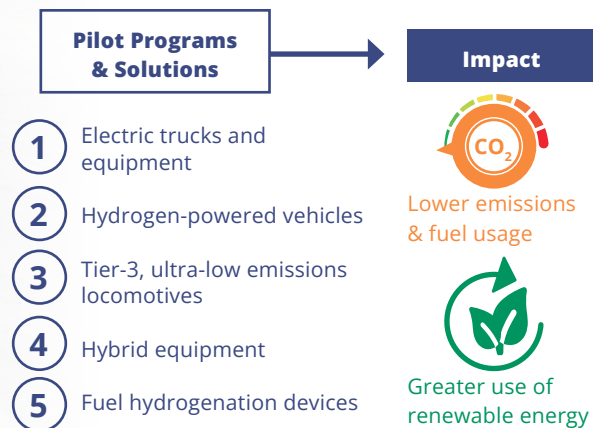 Pilot Programs
& Solutions
Impact
1
Electric trucks and
equipment
2
Hydrogen-powered vehicles
3
Tier-3, ultra-low emissions
locomotives
4
Hybrid equipment
5
Fuel hydrogenation devices
CO₂
Lower emissions
& fuel usage
Greater use of
renewable energy